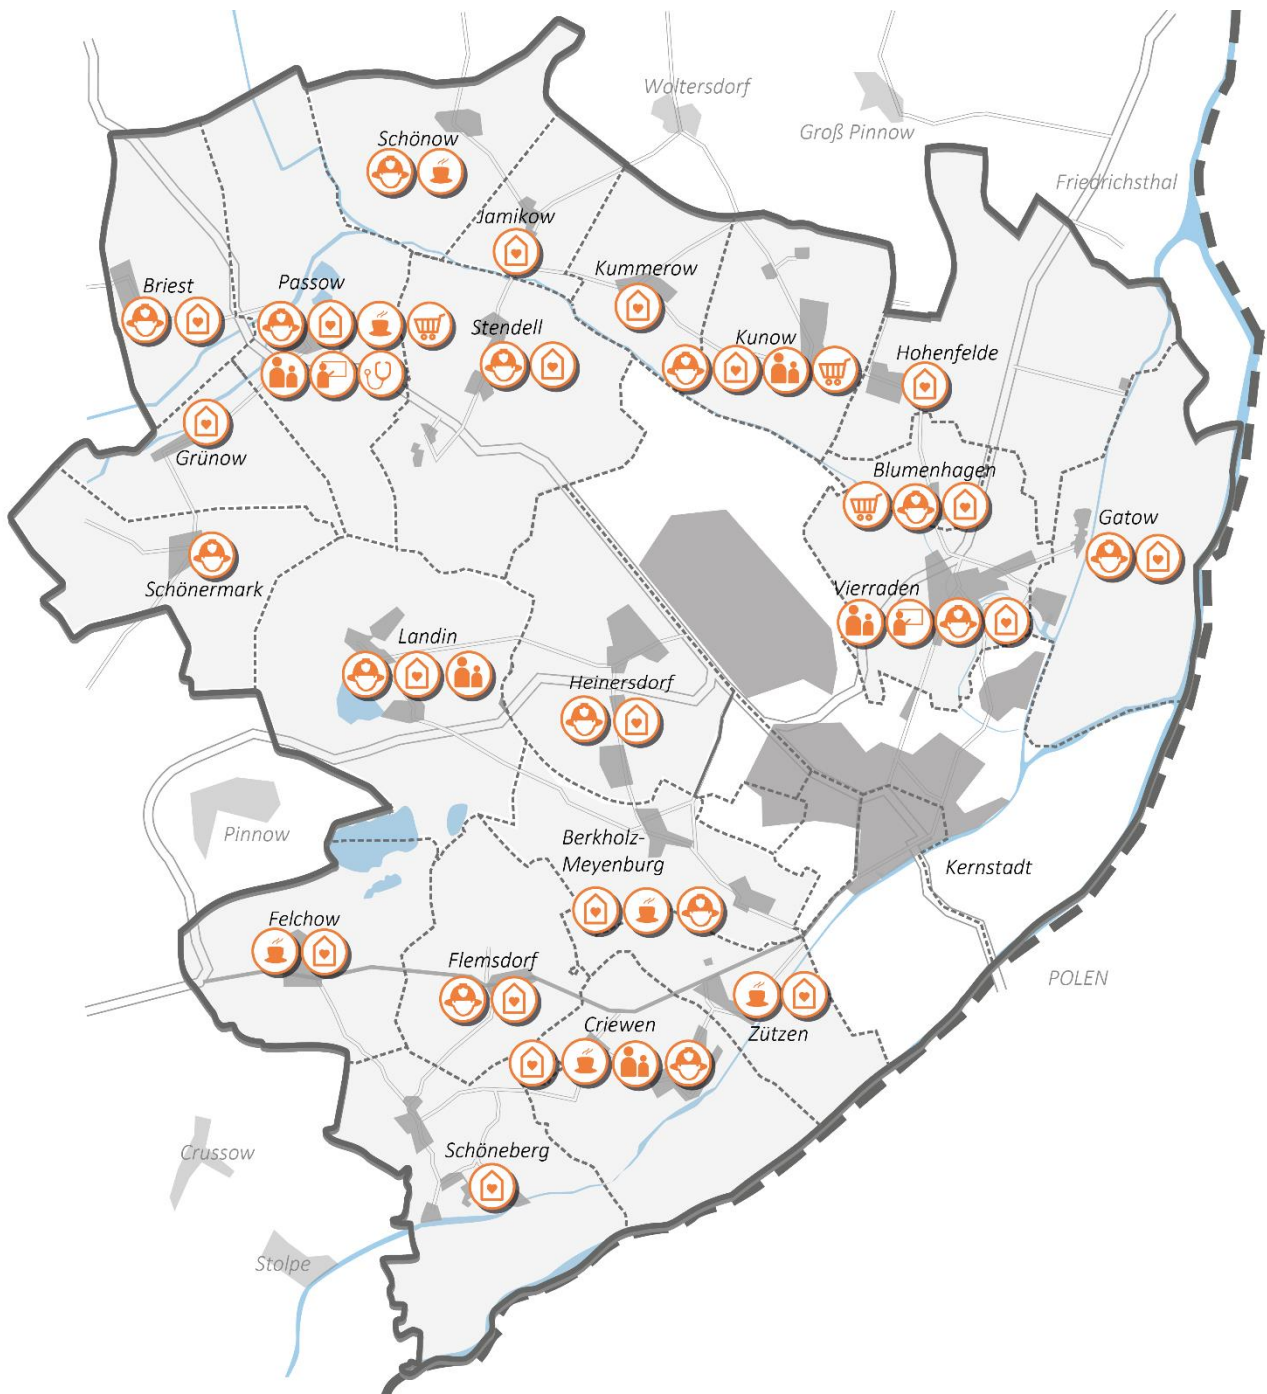 Woltersdorf
Groß Pinnow
Schönow
Friedrichsthal
Jamikow
Kummerow
Briest
Passow
Stendell
Kunow
Hohenfelde
Grünow
Blumenhagen
Gatow
Schönermark
Vierraden
Landin
Heinersdorf
Pinnow
Berkholz-
Meyenburg
Kernstadt
Felchow
Flemsdorf
POLEN
Criewen
Zützen
Crussow
Schöneberg
Stolpe